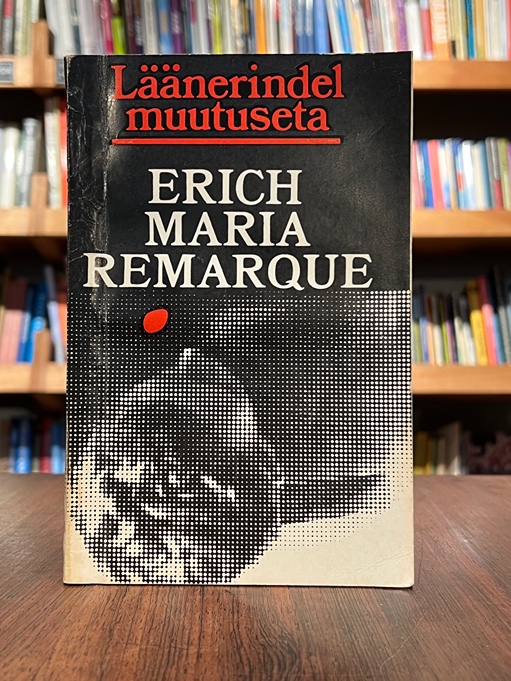 Läänerindel
muutuseta
ERICH
MARIA
REMARQUE